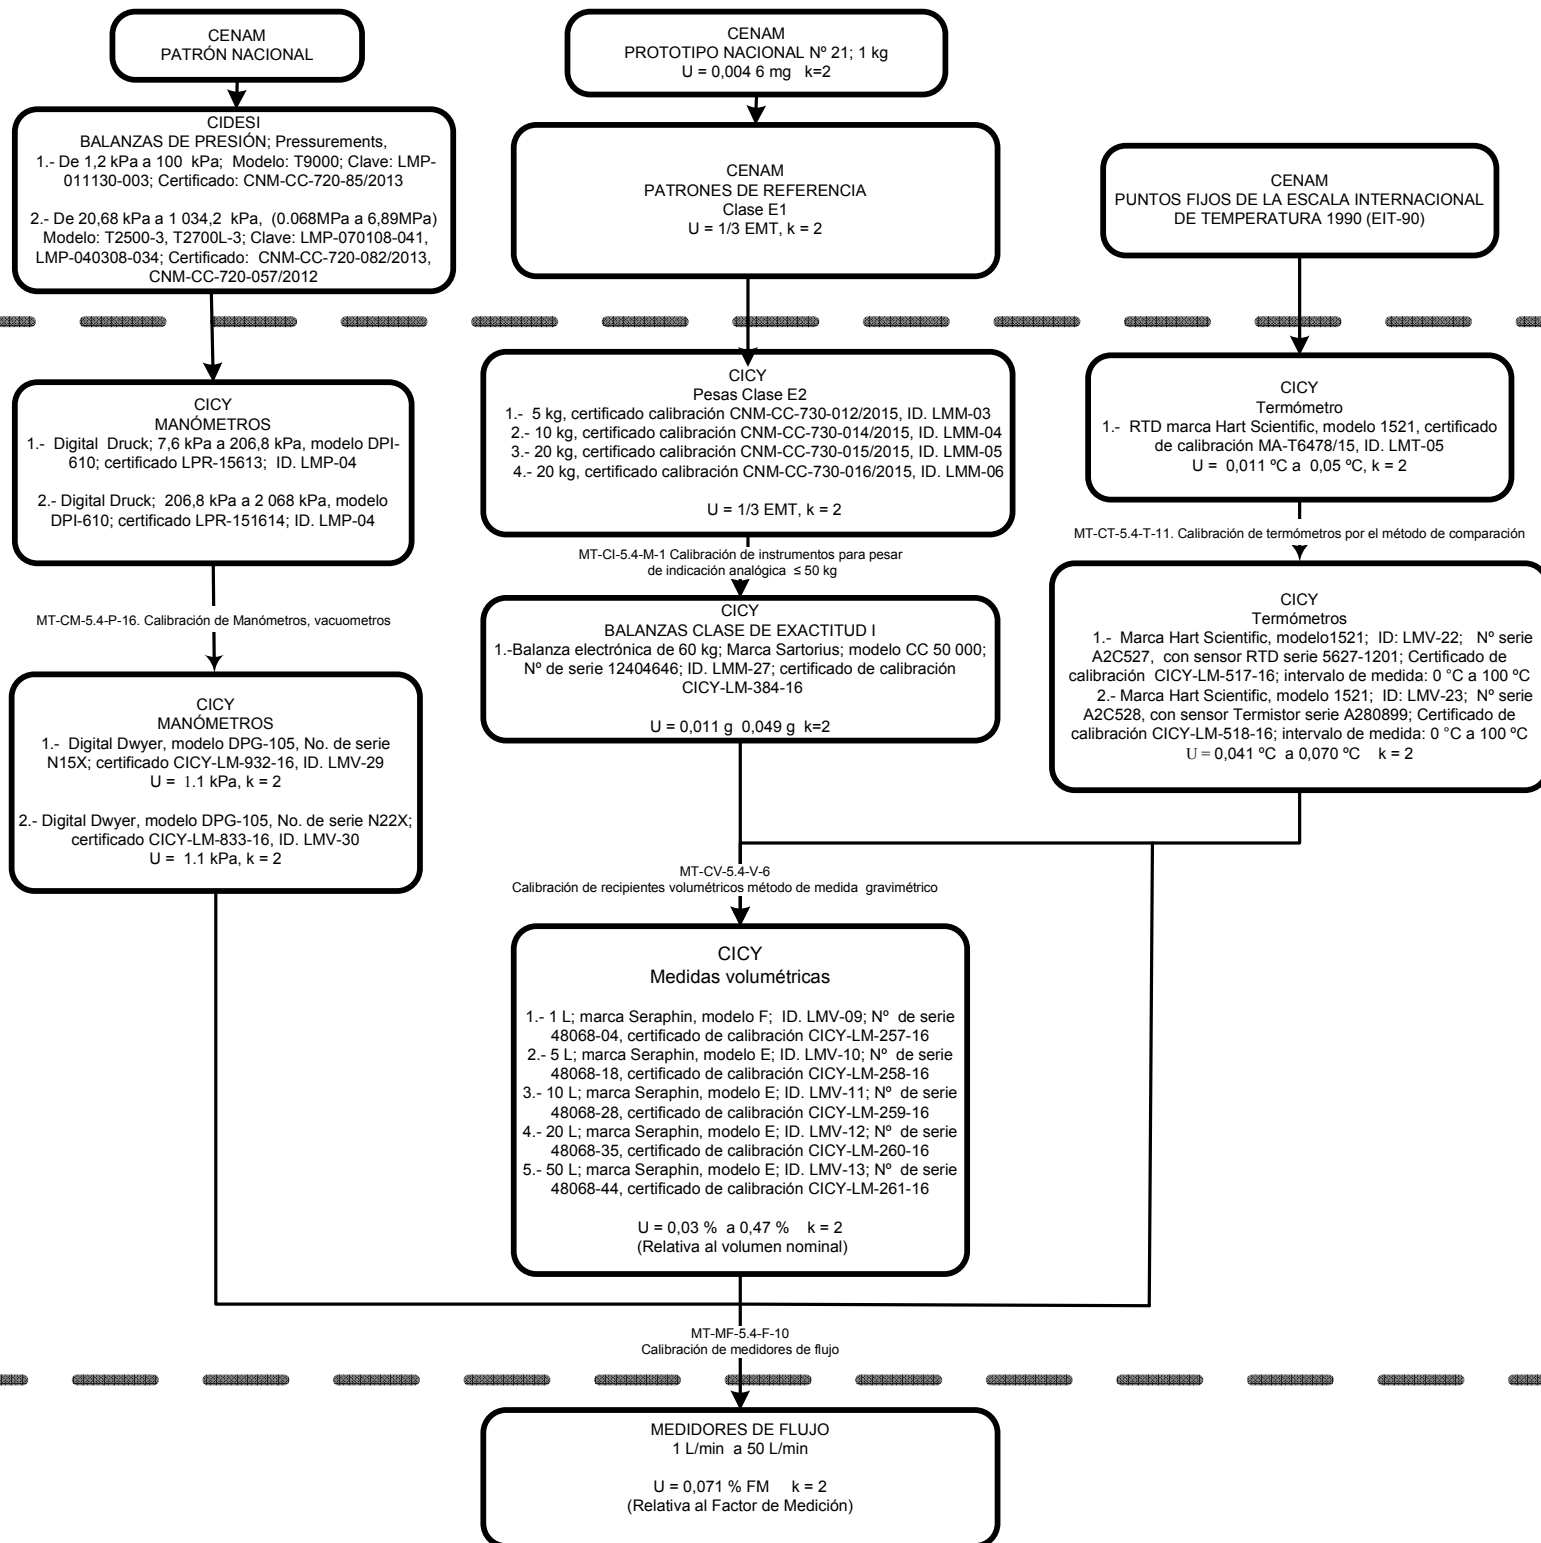 CENAM
PATRÓN NACIONAL
CENAM
PROTOTIPO NACIONAL Nº 21; 1 kg
U = 0,004 6 mg k=2
CIDESI
BALANZAS DE PRESIÓN; Pressurements,
1.- De 1,2 kPa a 100 kPa; Modelo: T9000; Clave: LMP-
011130-003; Certificado: CNM-CC-720-85/2013
2.- De 20,68 kPa a 1 034,2 kPa, (0.068MPa a 6,89MPa)
Modelo: T2500-3, T2700L-3; Clave: LMP-070108-041,
LMP-040308-034; Certificado: CNM-CC-720-082/2013,
CNM-CC-720-057/2012
CENAM
PATRONES DE REFERENCIA
Clase E1
U = 1/3 EMT, k = 2
CENAM
PUNTOS FIJOS DE LA ESCALA INTERNACIONAL
DE TEMPERATURA 1990 (EIT-90)
CICY
MANÓMETROS
1.- Digital Druck; 7,6 kPa a 206,8 kPa, modelo DPI-
610; certificado LPR-15613; ID. LMP-04
2.- Digital Druck; 206,8 kPa a 2 068 kPa, modelo
DPI-610; certificado LPR-151614; ID. LMP-04
CICY
Pesas Clase E2
1.- 5 kg, certificado calibración CNM-CC-730-012/2015, ID. LMM-03
2.- 10 kg, certificado calibración CNM-CC-730-014/2015, ID. LMM-04
3.- 20 kg, certificado calibración CNM-CC-730-015/2015, ID. LMM-05
4.- 20 kg, certificado calibración CNM-CC-730-016/2015, ID. LMM-06
U = 1/3 EMT, k = 2
CICY
Termómetro
1.- RTD marca Hart Scientific, modelo 1521, certificado
de calibración MA-T6478/15, ID. LMT-05
U = 0,011 ºC a 0,05 ºC, k = 2
MT-CM-5.4-P-16. Calibración de Manómetros, vacuometros
MT-CI-5.4-M-1 Calibración de instrumentos para pesar
de indicación analógica ≤ 50 kg
MT-CT-5.4-T-11. Calibración de termómetros por el método de comparación
CICY
MANÓMETROS
1.- Digital Dwyer, modelo DPG-105, No. de serie
N15X; certificado CICY-LM-932-16, ID. LMV-29
U = 1.1 kPa, k = 2
2.- Digital Dwyer, modelo DPG-105, No. de serie N22X;
certificado CICY-LM-833-16, ID. LMV-30
U = 1.1 kPa, k = 2
CICY
BALANZAS CLASE DE EXACTITUD I
1.-Balanza electrónica de 60 kg; Marca Sartorius; modelo CC 50 000;
Nº de serie 12404646; ID. LMM-27; certificado de calibración
CICY-LM-384-16
U = 0,011 g 0,049 g k=2
CICY
Termómetros
1.- Marca Hart Scientific, modelo1521; ID: LMV-22; Nº serie
A2C527, con sensor RTD serie 5627-1201; Certificado de
calibración CICY-LM-517-16; intervalo de medida: 0 °C a 100 ºC
2.- Marca Hart Scientific, modelo 1521; ID: LMV-23; Nº serie
A2C528, con sensor Termistor serie A280899; Certificado de
calibración CICY-LM-518-16; intervalo de medida: 0 °C a 100 ºC
U = 0,041 ºC a 0,070 ºC k = 2
MT-CV-5.4-V-6
Calibración de recipientes volumétricos método de medida gravimétrico
CICY
Medidas volumétricas
1.- 1 L; marca Seraphin, modelo F; ID. LMV-09; Nº de serie
48068-04, certificado de calibración CICY-LM-257-16
2.- 5 L; marca Seraphin, modelo E; ID. LMV-10; Nº de serie
48068-18, certificado de calibración CICY-LM-258-16
3.- 10 L; marca Seraphin, modelo E; ID. LMV-11; Nº de serie
48068-28, certificado de calibración CICY-LM-259-16
4.- 20 L; marca Seraphin, modelo E; ID. LMV-12; Nº de serie
48068-35, certificado de calibración CICY-LM-260-16
5.- 50 L; marca Seraphin, modelo E; ID. LMV-13; Nº de serie
48068-44, certificado de calibración CICY-LM-261-16
U = 0,03 % a 0,47 % k = 2
(Relativa al volumen nominal)
MT-MF-5.4-F-10
Calibración de medidores de flujo
MEDIDORES DE FLUJO
1 L/min a 50 L/min
U = 0,071 % FM k = 2
(Relativa al Factor de Medición)